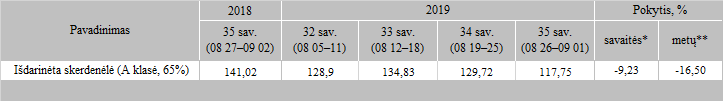 Pavadinimas 2018 2019 Pokytis, %
35 sav. (08 27–09 02) 32 sav. (08 05–11) 33 sav. (08 12–18) 34 sav. (08 19–25) 35 sav. (08 26–09 01) savaitės* metų**
Išdarinėta skerdenėlė (A klasė, 65%) 141,02 128,9 134,83 129,72 117,75 -9,23 -16,50